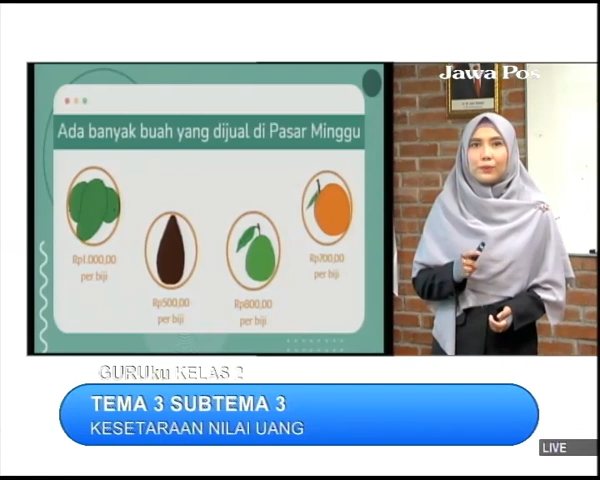 Jawa Pos
Ada banyak buah yang dijual di Pasar Minggu
Rp1.000,00
per biji
Rp500,00
per biji
Rp800,00
per biji
Rp700,00
per biji
GURUku KELAS 2
TEMA 3 SUBTEMA 3
KESETARAAN NILAI UANG
LIVE